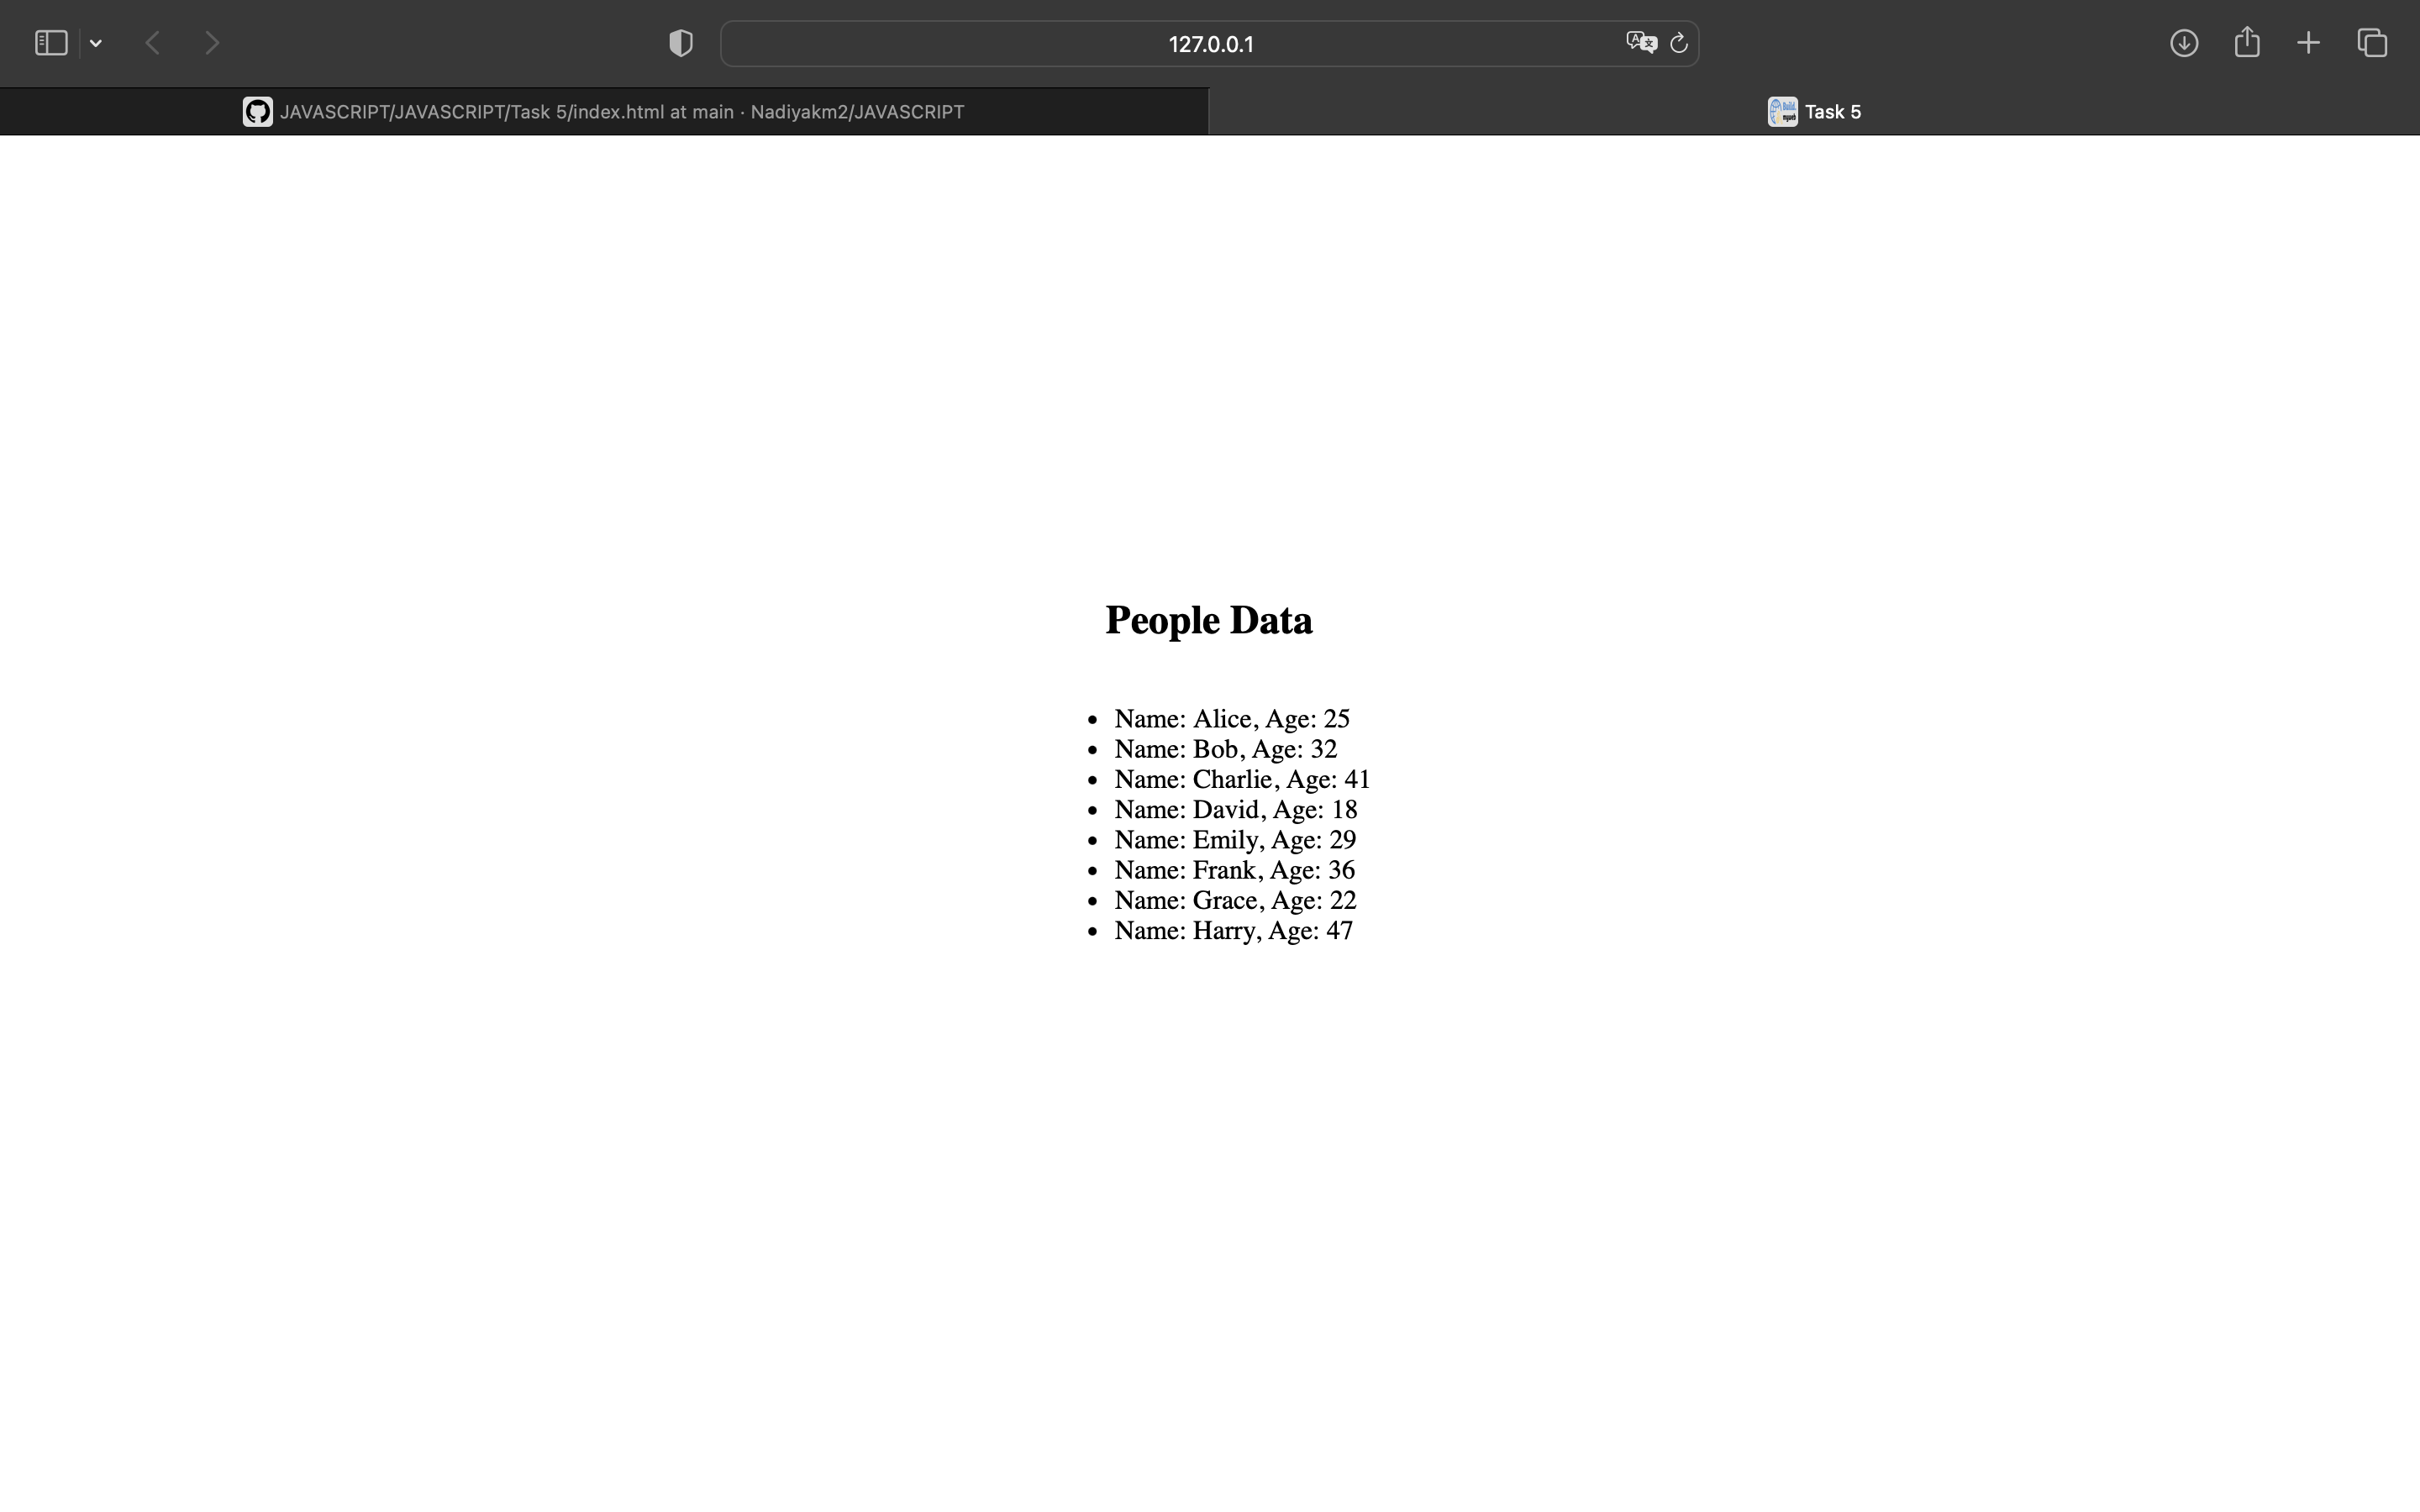 127.0.0.1
JAVASCRIPT/JAVASCRIPT/Task 5/index.html at main · Nadiyakm2/JAVASCRIPT
Task 5
People Data
• Name: Alice, Age: 25
• Name: Bob, Age: 32
• Name: Charlie, Age: 41
• Name: David, Age: 18
• Name: Emily, Age: 29
• Name: Frank, Age: 36
• Name: Grace, Age: 22
• Name: Harry, Age: 47